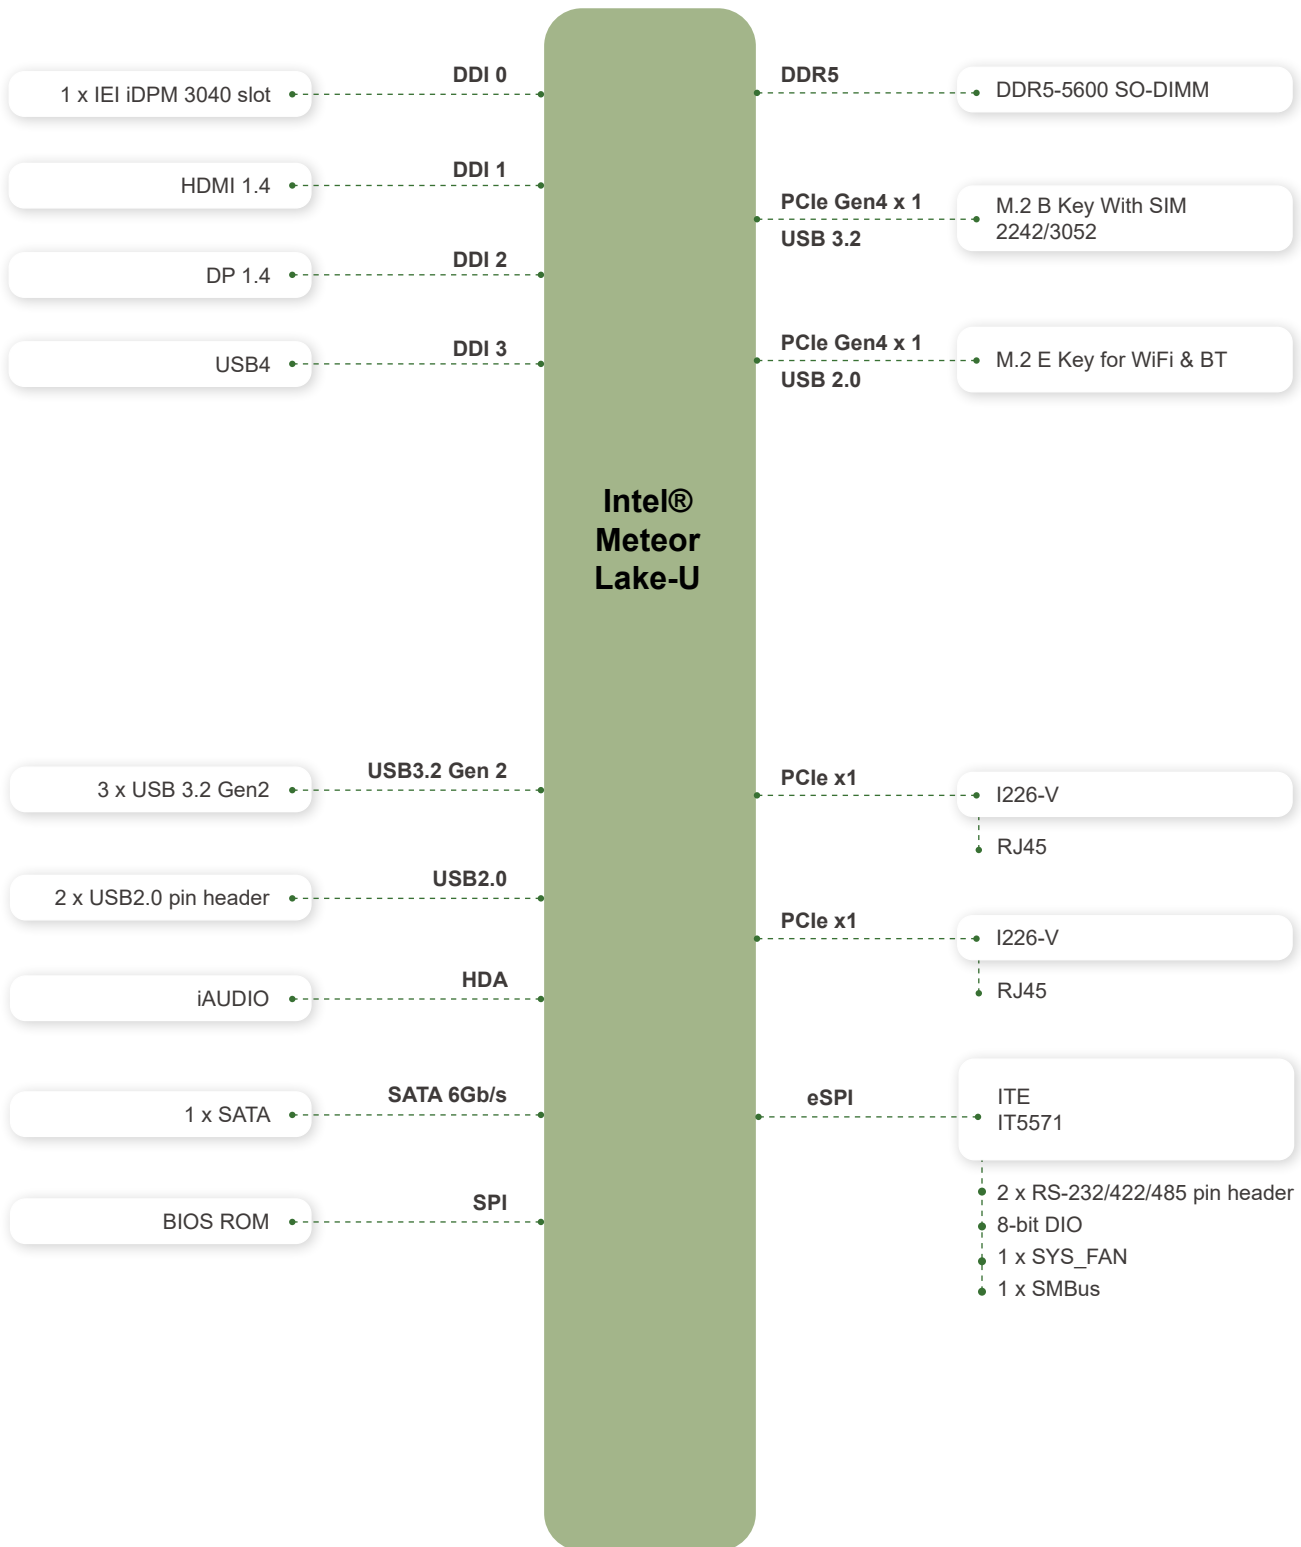 DDI 0
1 x IEI iDPM 3040 slot
DDI 1
HDMI 1.4
DDI 2
DP 1.4
DDI 3
USB4
USB3.2 Gen 2
3 x USB 3.2 Gen2
USB2.0
2 x USB2.0 pin header
HDA
iAUDIO
SATA 6Gb/s
1 x SATA
SPI
BIOS ROM
Intel®
Meteor
Lake-U
DDR5
DDR5-5600 SO-DIMM
PCIe Gen4 x 1
USB 3.2
M.2 B Key With SIM
2242/3052
PCIe Gen4 x 1
USB 2.0
M.2 E Key for WiFi & BT
PCIe x1
I226-V
RJ45
PCIe x1
I226-V
RJ45
eSPI
ITE
IT5571
2 x RS-232/422/485 pin header
8-bit DIO
1 x SYS_FAN
1 x SMBus